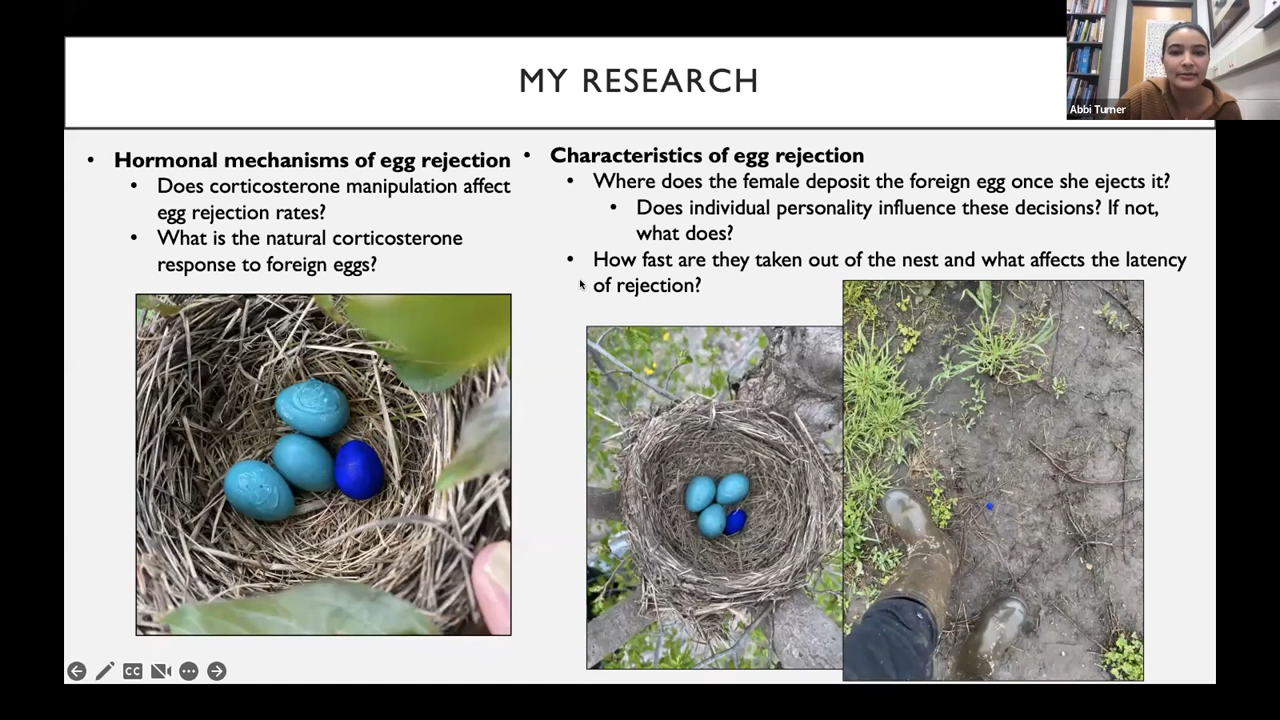 MY RESEARCH
Abbi Turner
• Hormonal mechanisms of egg rejection
• Does corticosterone manipulation affect
egg rejection rates?
• What is the natural corticosterone
response to foreign eggs?
• Characteristics of egg rejection
• Where does the female deposit the foreign egg once she ejects it?
• Does individual personality influence these decisions? If not,
what does?
• How fast are they taken out of the nest and what affects the latency
of rejection?
CC